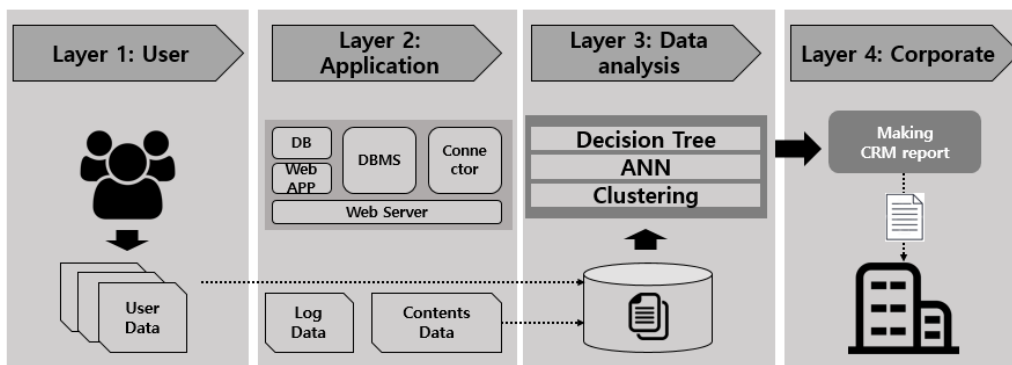 Layer 1: User
Layer 2:
Application
Layer 3: Data
analysis
Layer 4: Corporate
DB
Web
APP
DBMS
Conne
ctor
Web Server
Decision Tree
ANN
Clustering
Making
CRM report
User
Data
Log
Data
Contents
Data